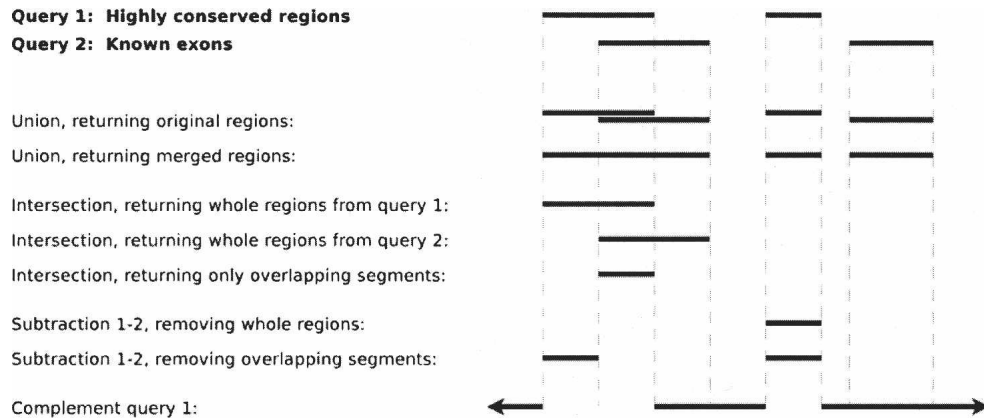 Query 1: Highly conserved regions
Query 2: Known exons
Union, returning original regions:
Union, returning merged regions:
Intersection, returning whole regions from query 1:
Intersection, returning whole regions from query 2:
Intersection, returning only overlapping segments:
Subtraction 1-2, removing whole regions:
Subtraction 1-2, removing overlapping segments:
Complement query 1: